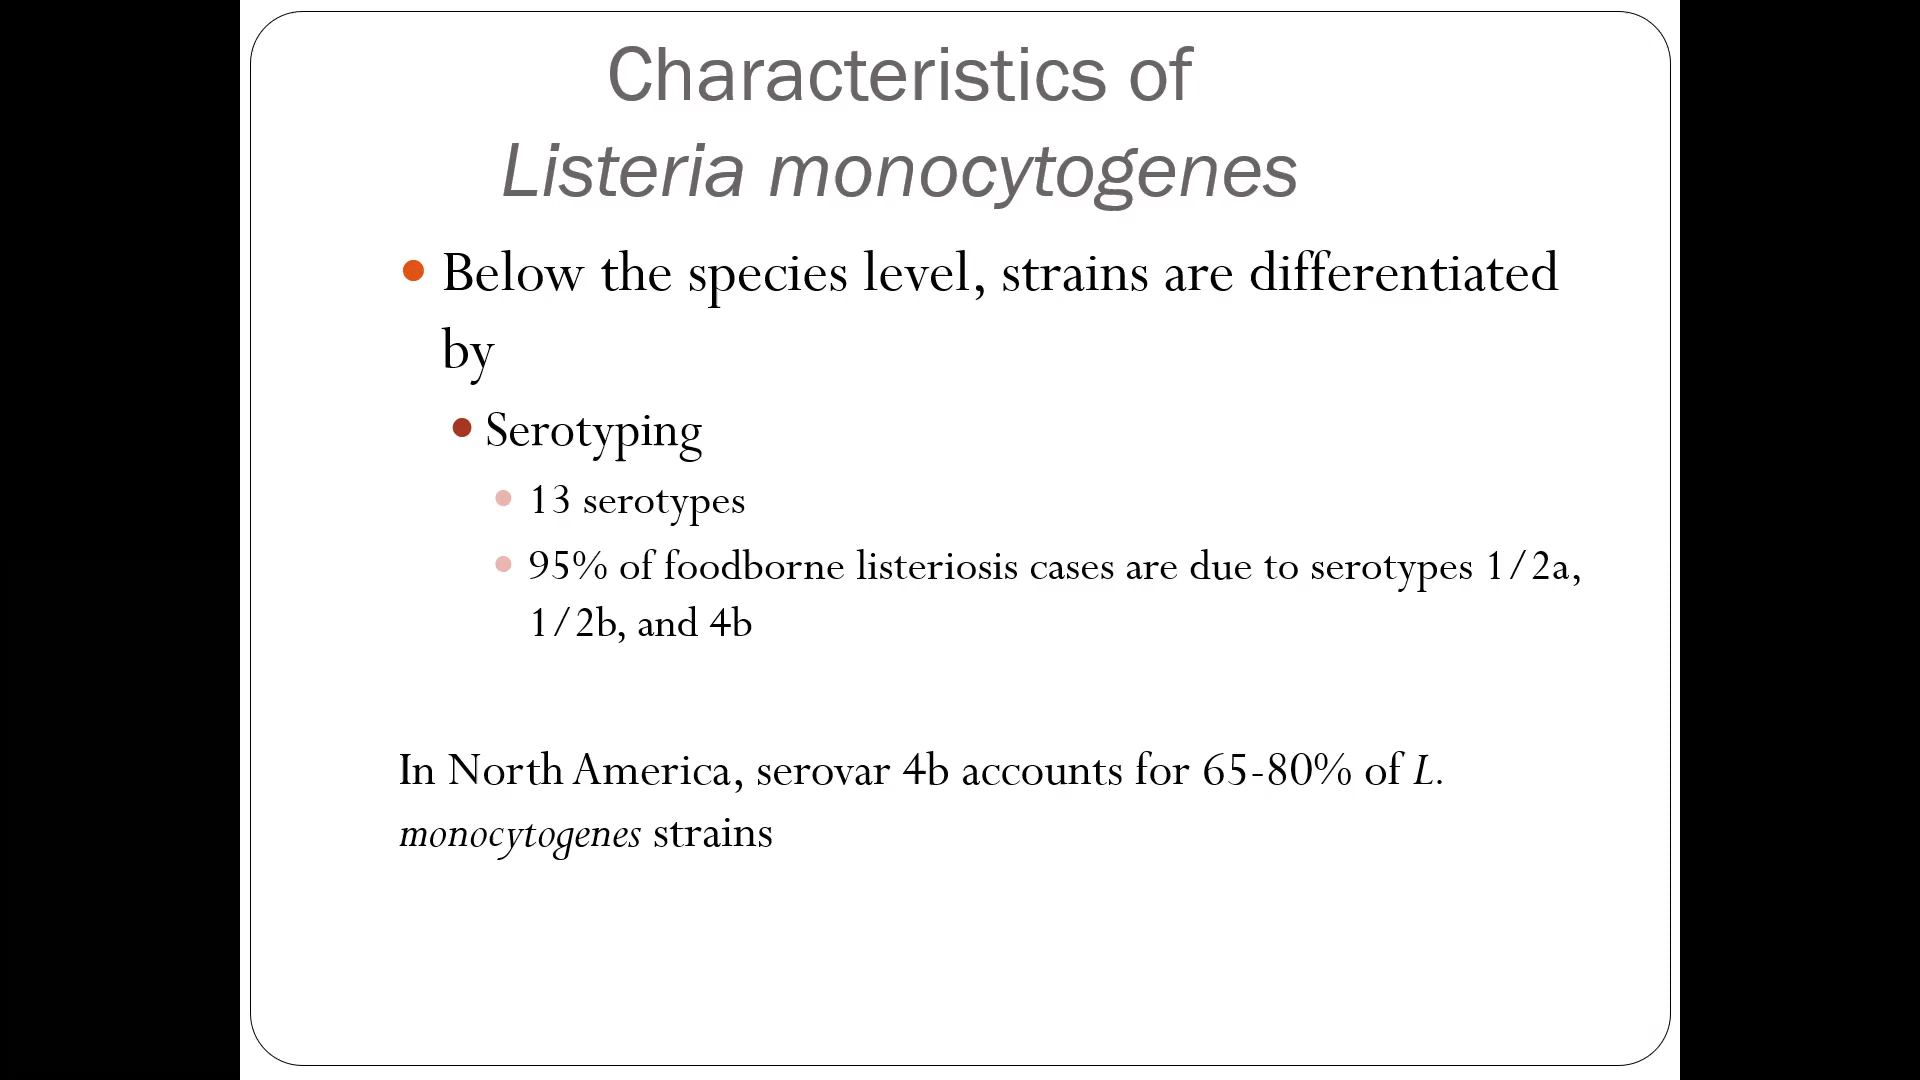 Characteristics of
Listeria monocytogenes
• Below the species level, strains are differentiated
by
• Serotyping
• 13 serotypes
• 95% of foodborne listeriosis cases are due to serotypes 1/2a,
1/2b, and 4b
In North America, serovar 4b accounts for 65-80% of L.
monocytogenes strains